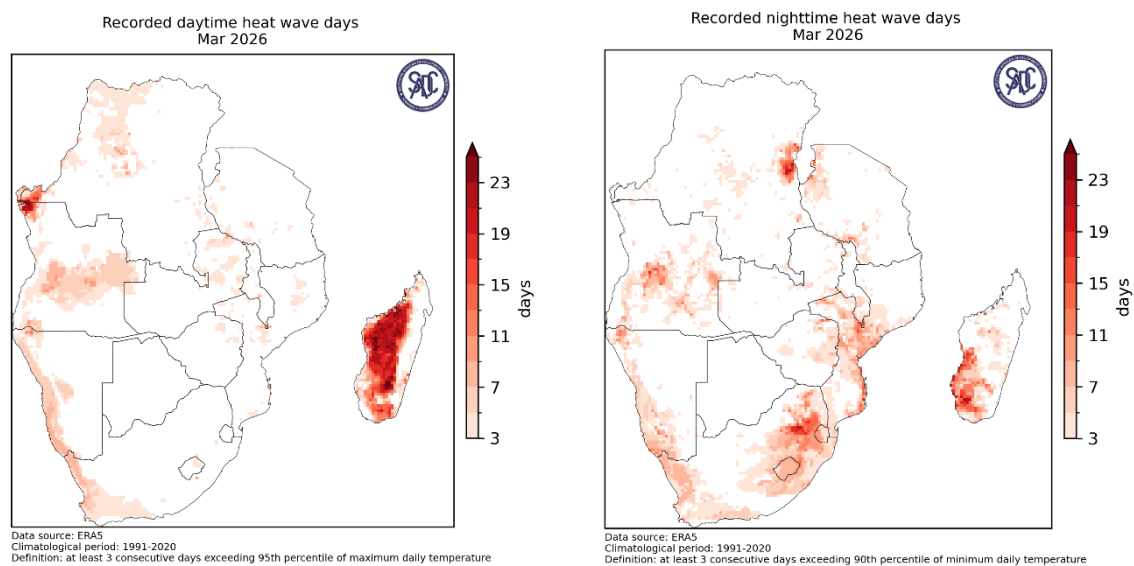 Recorded daytime heat wave days
Mar 2026
SADC
23
19
15
11
7
3
days
Data source: ERA5
Climatological period: 1991-2020
Definition: at least 3 consecutive days exceeding 95th percentile of maximum daily temperature
Recorded nighttime heat wave days
Mar 2026
SADC
23
19
15
11
7
3
days
Data source: ERA5
Climatological period: 1991-2020
Definition: at least 3 consecutive days exceeding 90th percentile of minimum daily temperature